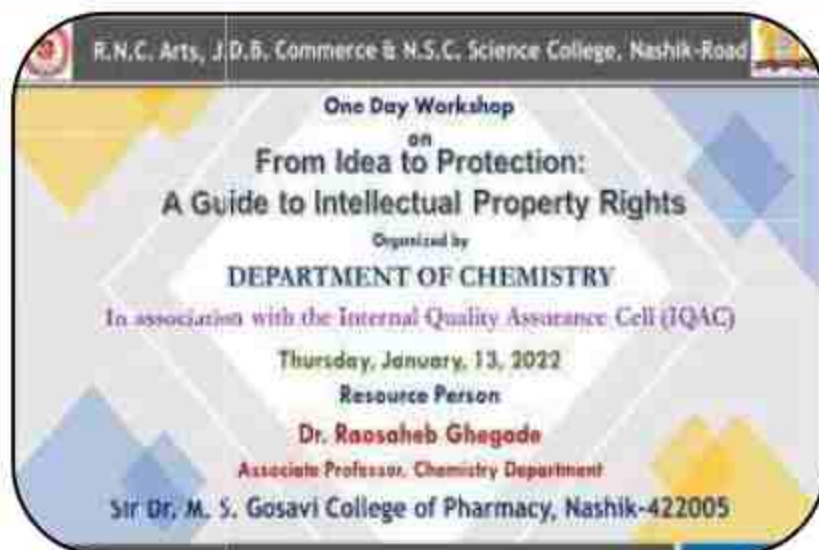 R.N.C. Arts, J.D.B. Commerce & N.S.C. Science College, Nashik-Road
One Day Workshop
on
From Idea to Protection:
A Guide to Intellectual Property Rights
Organized by
DEPARTMENT OF CHEMISTRY
In association with the Internal Quality Assurance Cell (IQAC)
Thursday, January, 13, 2022
Resource Person
Dr. Raosaheb Ghegade
Associate Professor, Chemistry Department
Sir Dr. M. S. Gosavi College of Pharmacy, Nashik-422005